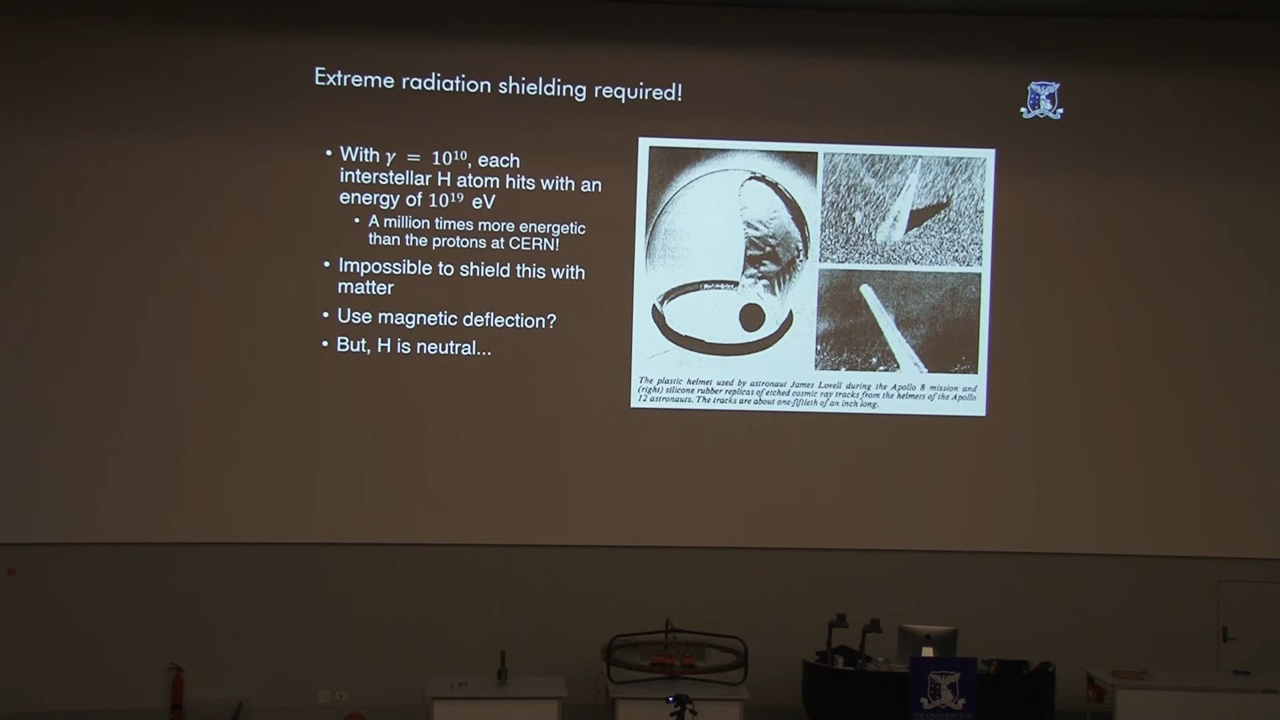 Extreme radiation shielding required!
• With γ = 10¹⁰, each
interstellar H atom hits with an
energy of 10¹⁹ eV
• A million times more energetic
than the protons at CERN!
• Impossible to shield this with
matter
• Use magnetic deflection?
• But, H is neutral...
The plastic helmet used by astronaut James Lovell during the Apollo 8 mission and
(right) silicone rubber replicas of etched cosmic ray tracks from the helmets of the Apollo
12 astronauts. The tracks are about one-fiftieth of an inch long.
THE UNIVERSITY OF